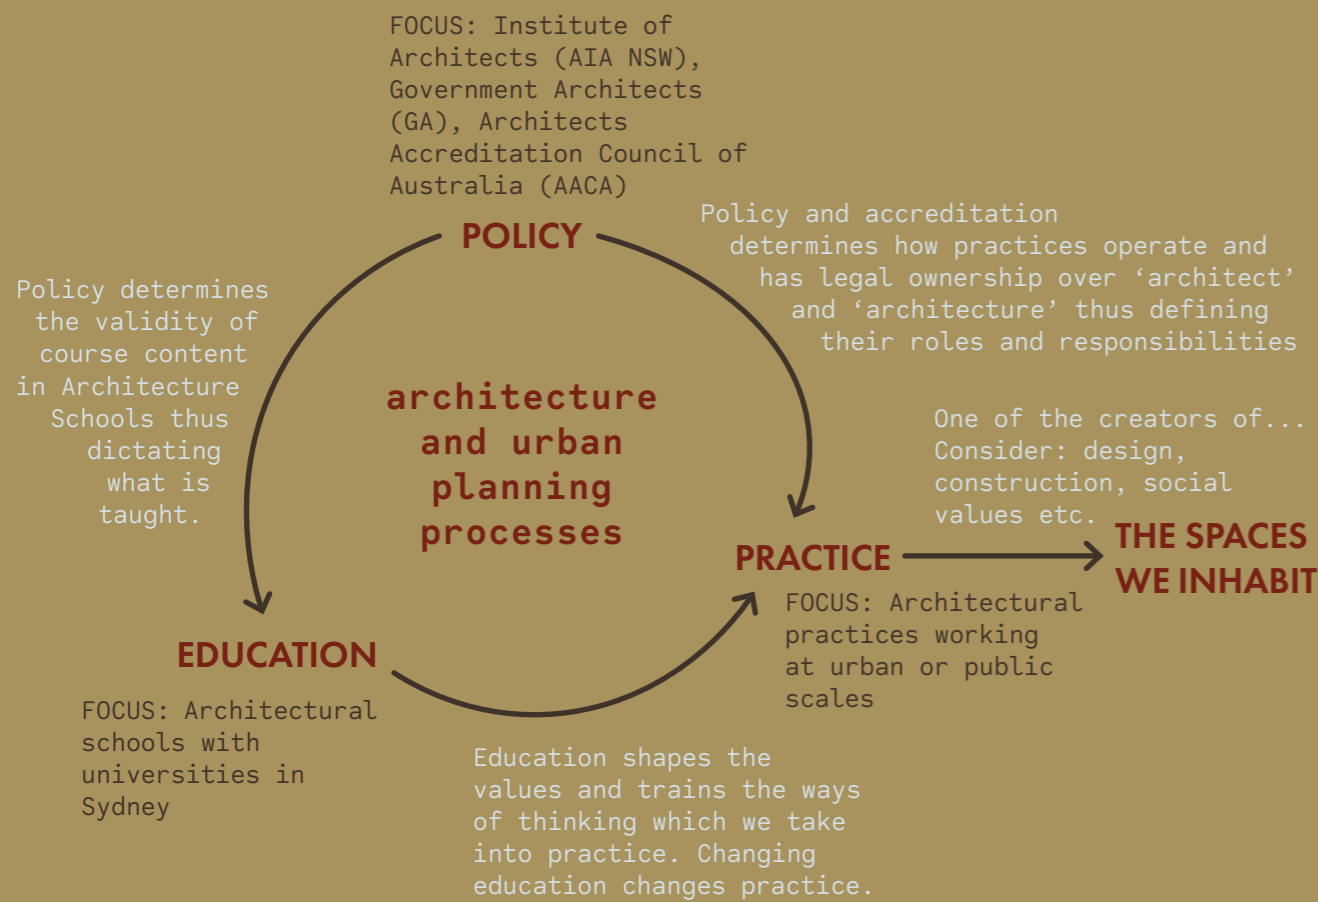 FOCUS: Institute of
Architects (AIA NSW),
Government Architects
(GA), Architects
Accreditation Council of
Australia (AACA)
POLICY
Policy and accreditation
determines how practices operate and
has legal ownership over ‘architect’
and ‘architecture’ thus defining
their roles and responsibilities
Policy determines
the validity of
course content
in Architecture
Schools thus
dictating
what is
taught.
architecture
and urban
planning
processes
One of the creators of...
Consider: design,
construction, social
values etc.
THE SPACES
WE INHABIT
PRACTICE
FOCUS: Architectural
practices working
at urban or public
scales
EDUCATION
FOCUS: Architectural
schools with
universities in
Sydney
Education shapes the
values and trains the ways
of thinking which we take
into practice. Changing
education changes practice.